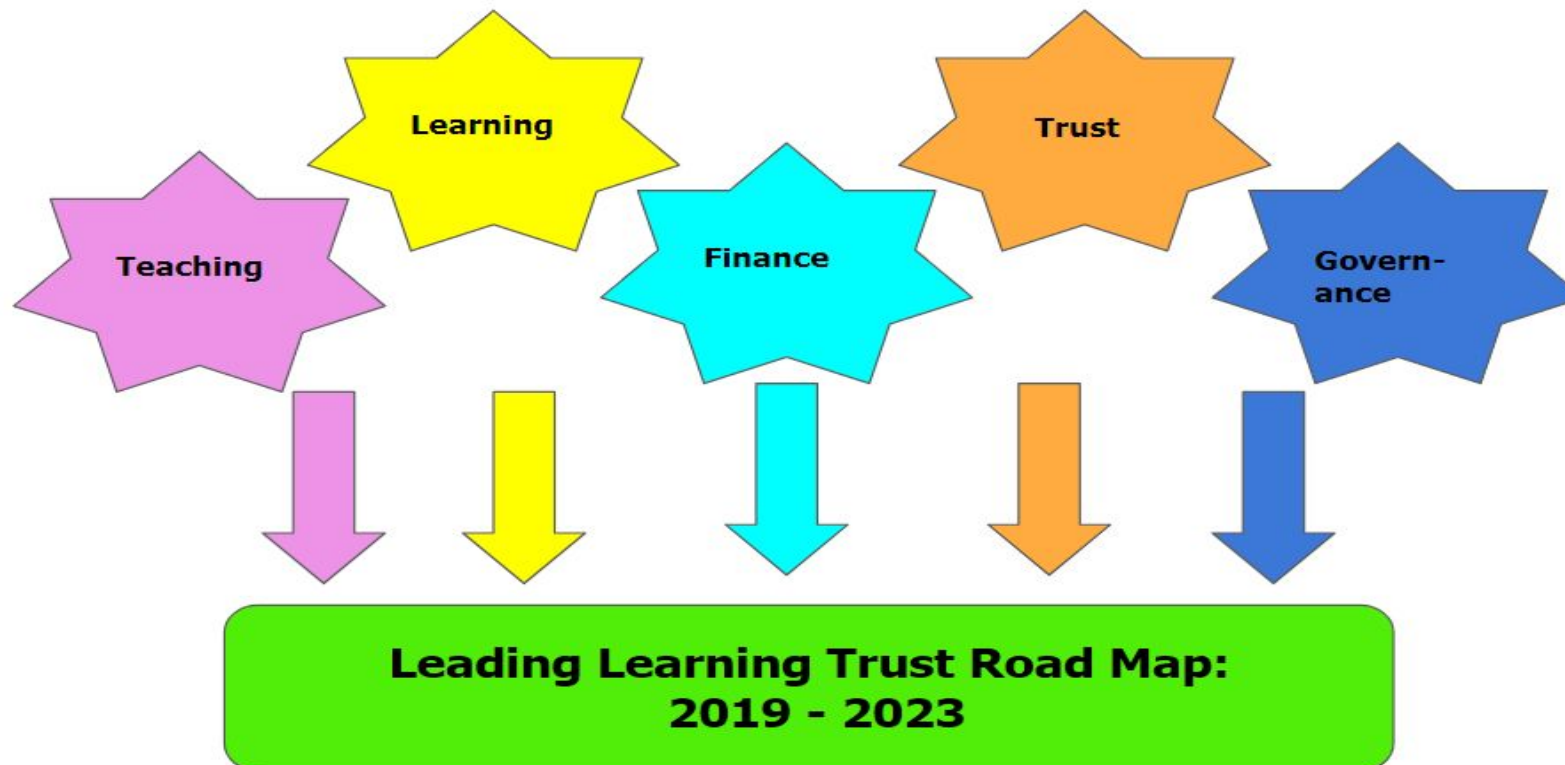 Learning
Trust
Teaching
Finance
Govern-
ance
Leading Learning Trust Road Map:
2019 - 2023